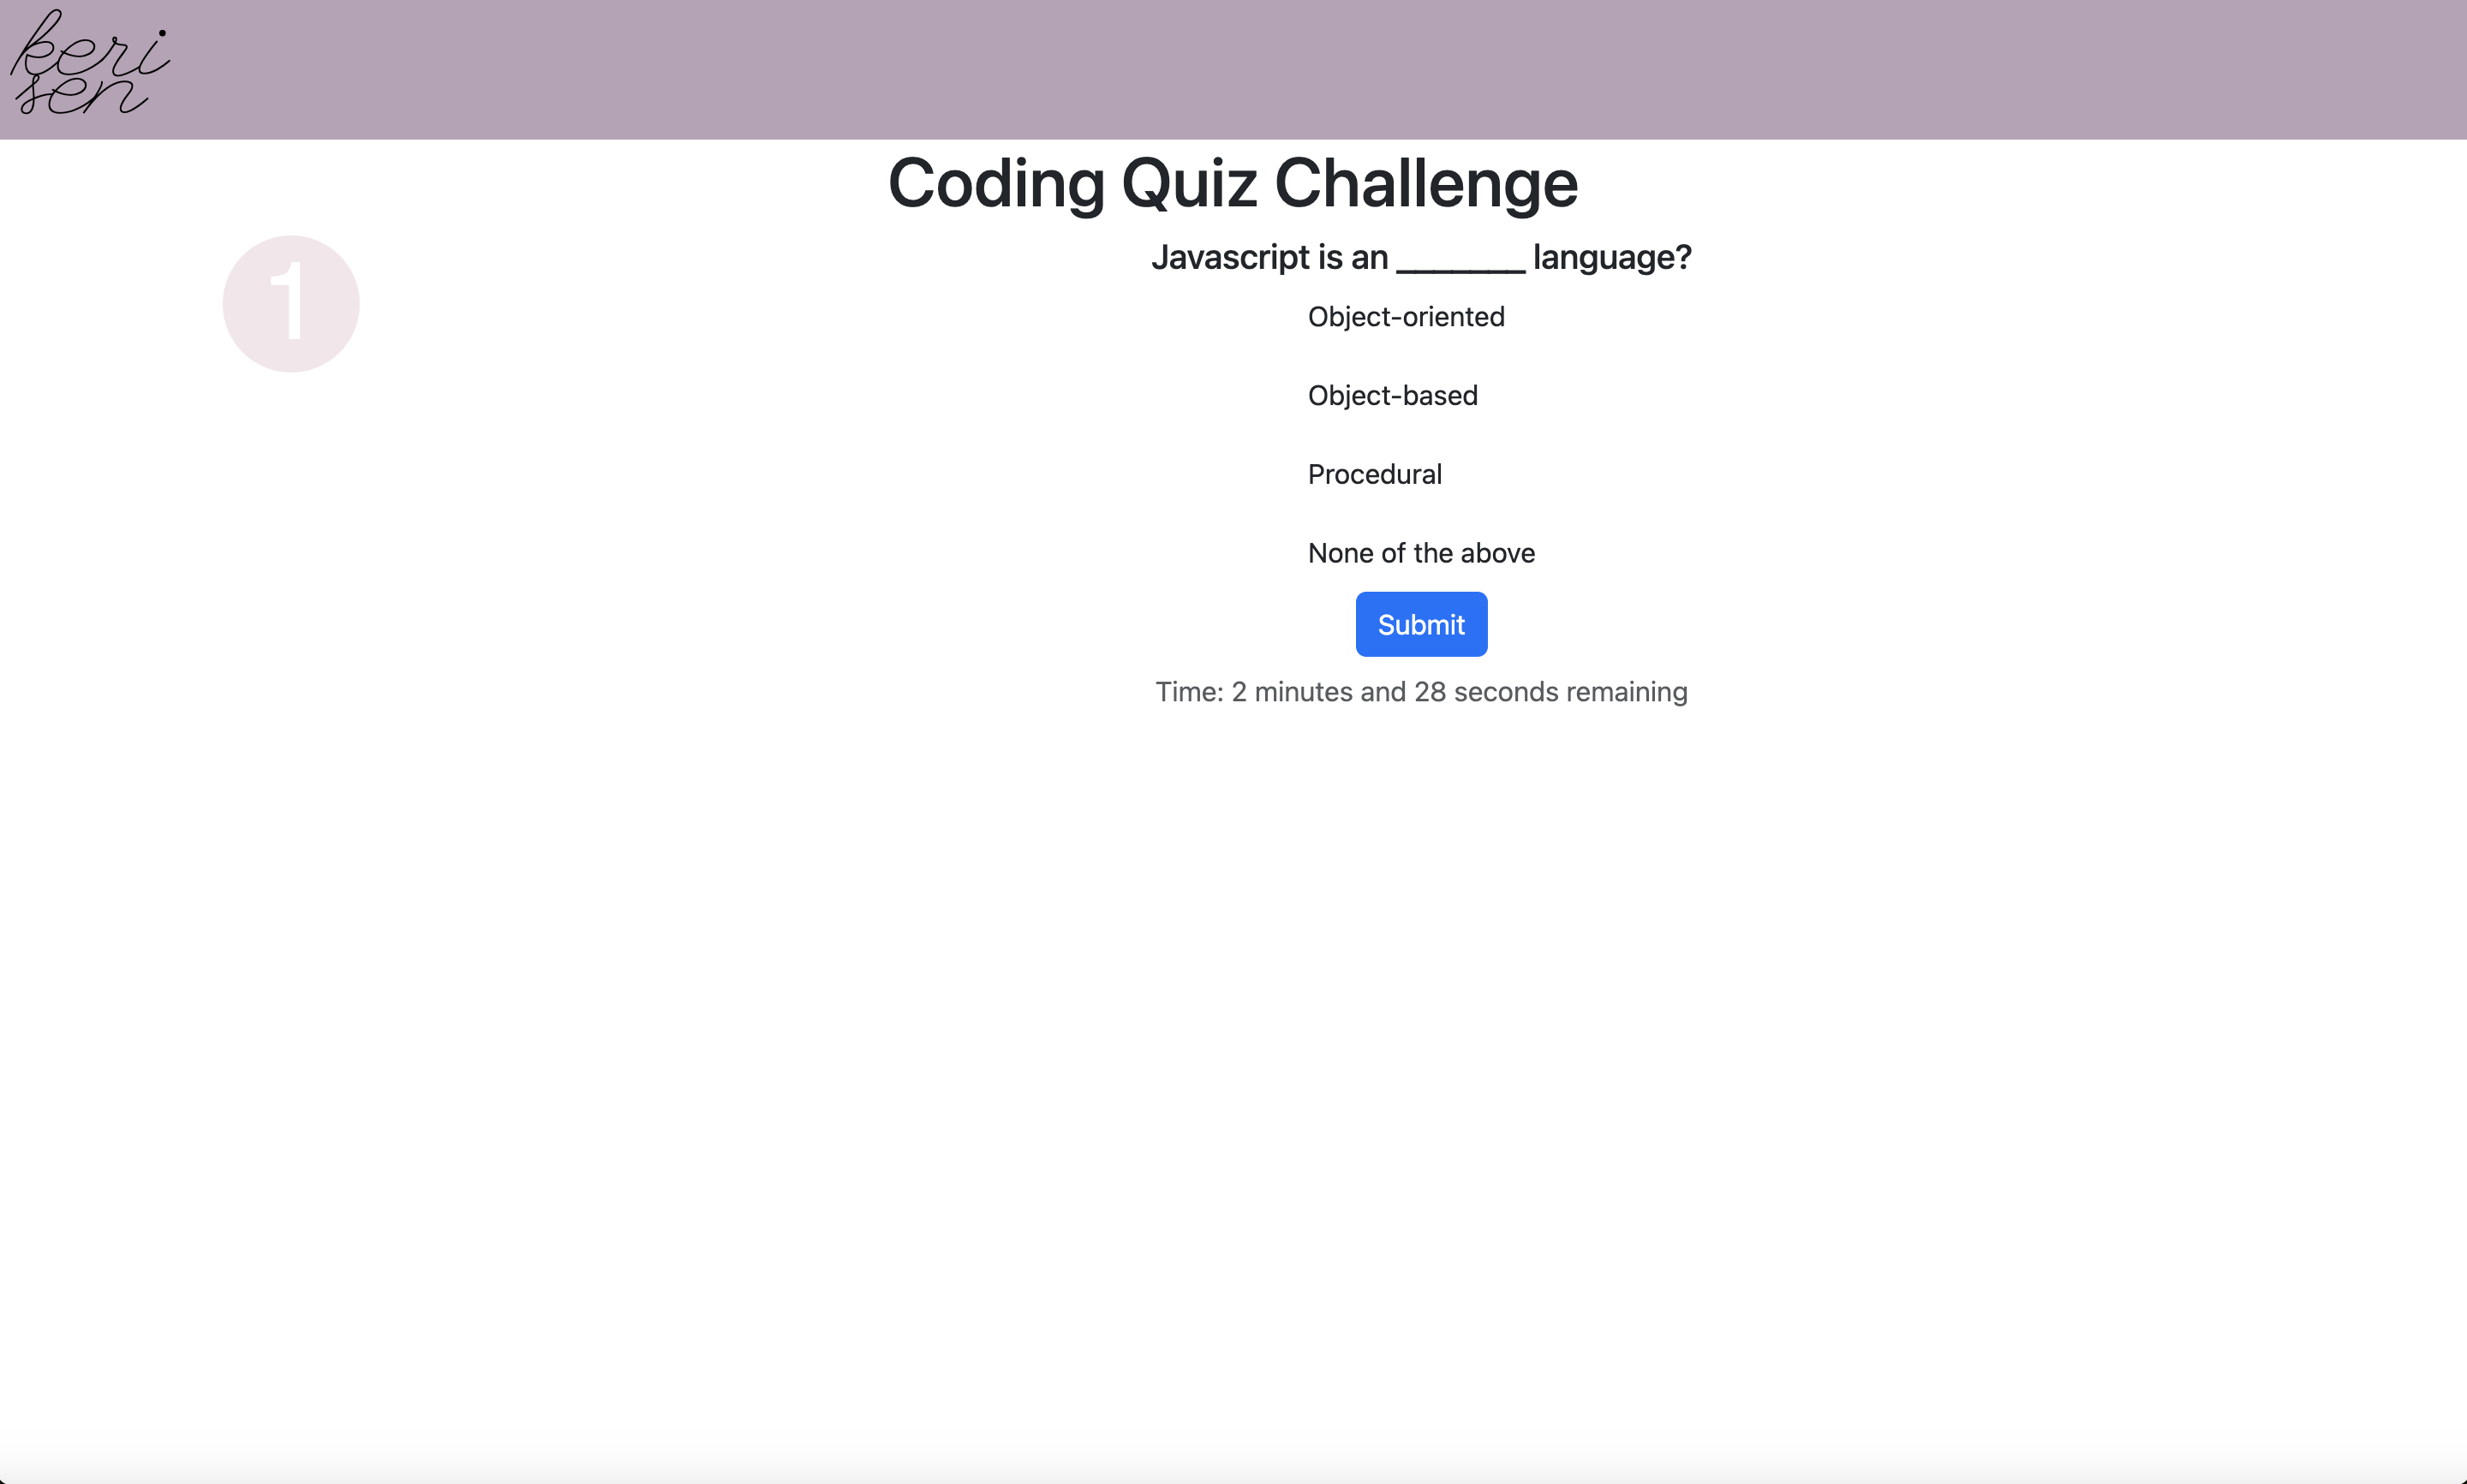 keri
sen
Coding Quiz Challenge
1
Javascript is an _______ language?
Object-oriented
Object-based
Procedural
None of the above
Submit
Time: 2 minutes and 28 seconds remaining